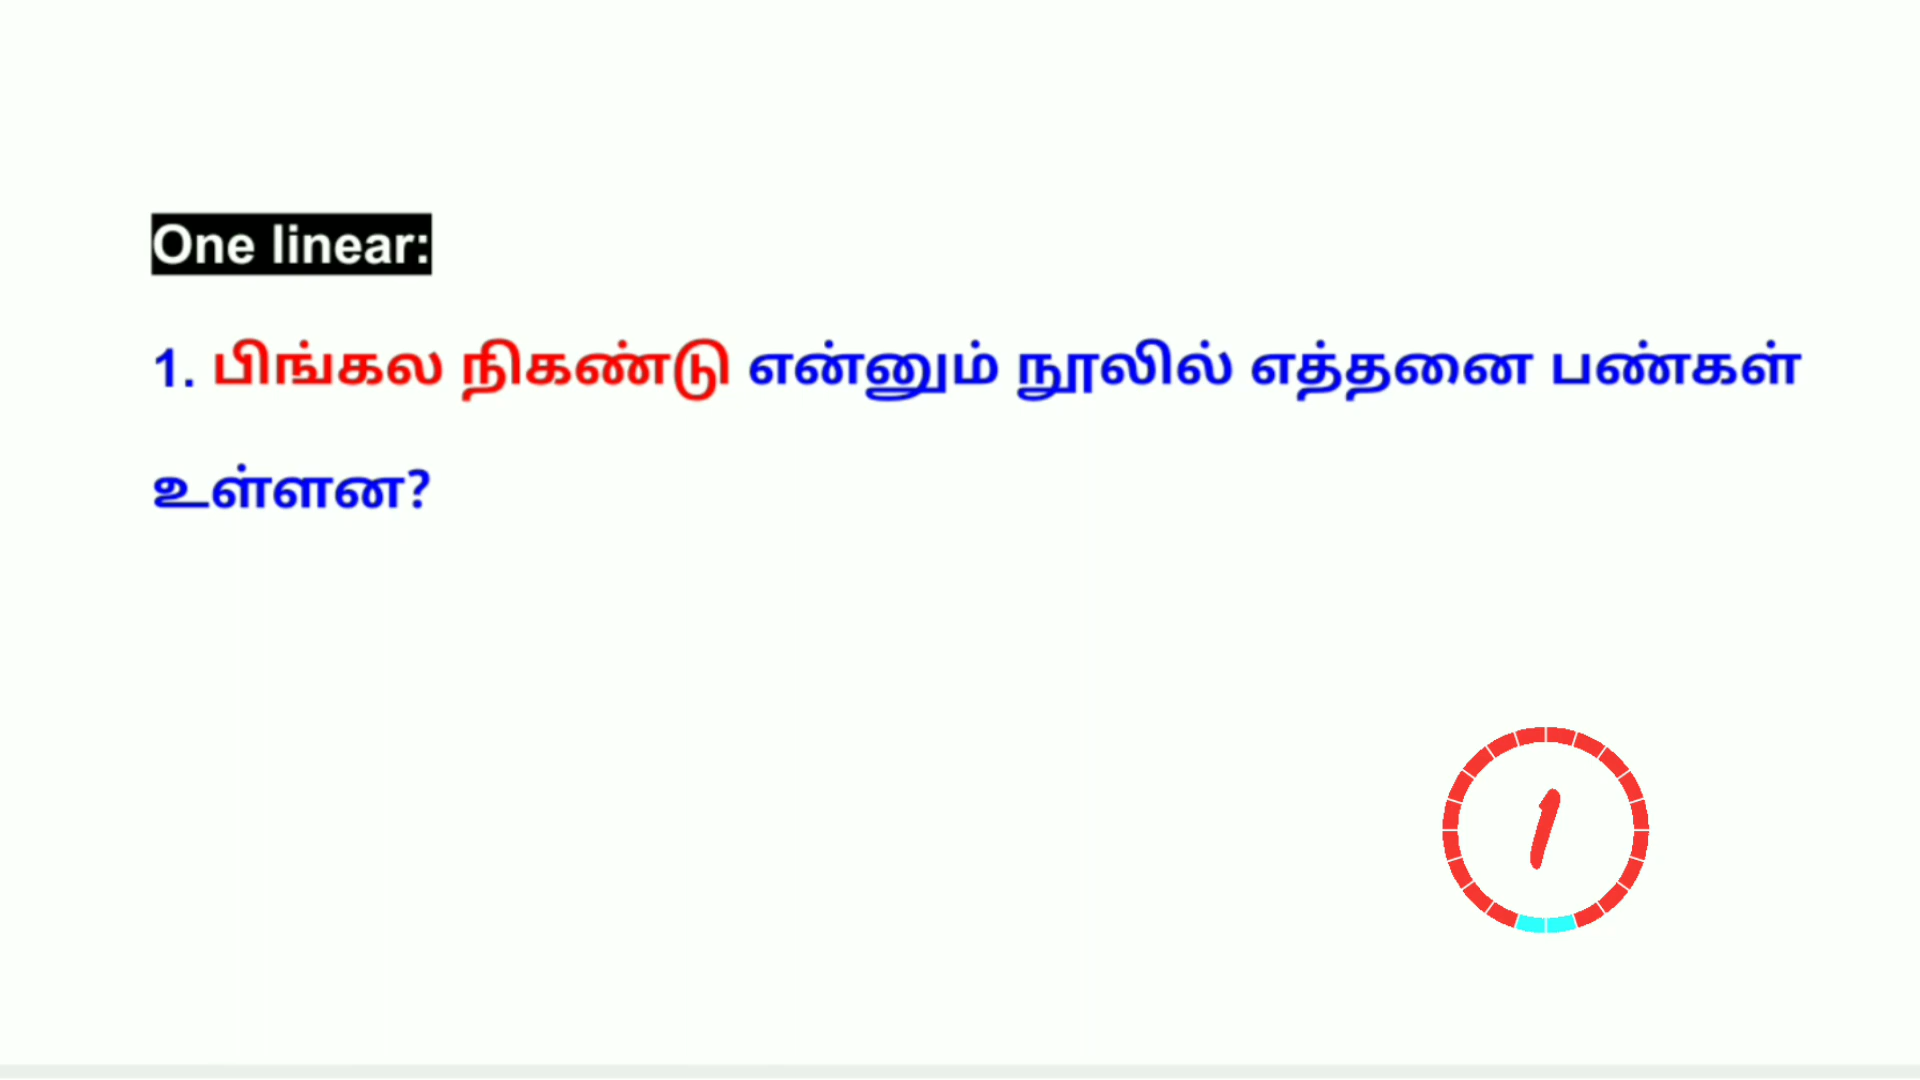 One linear:
1. பிங்கல நிகண்டு என்னும் நூலில் எத்தனை பண்கள்
உள்ளன?
1